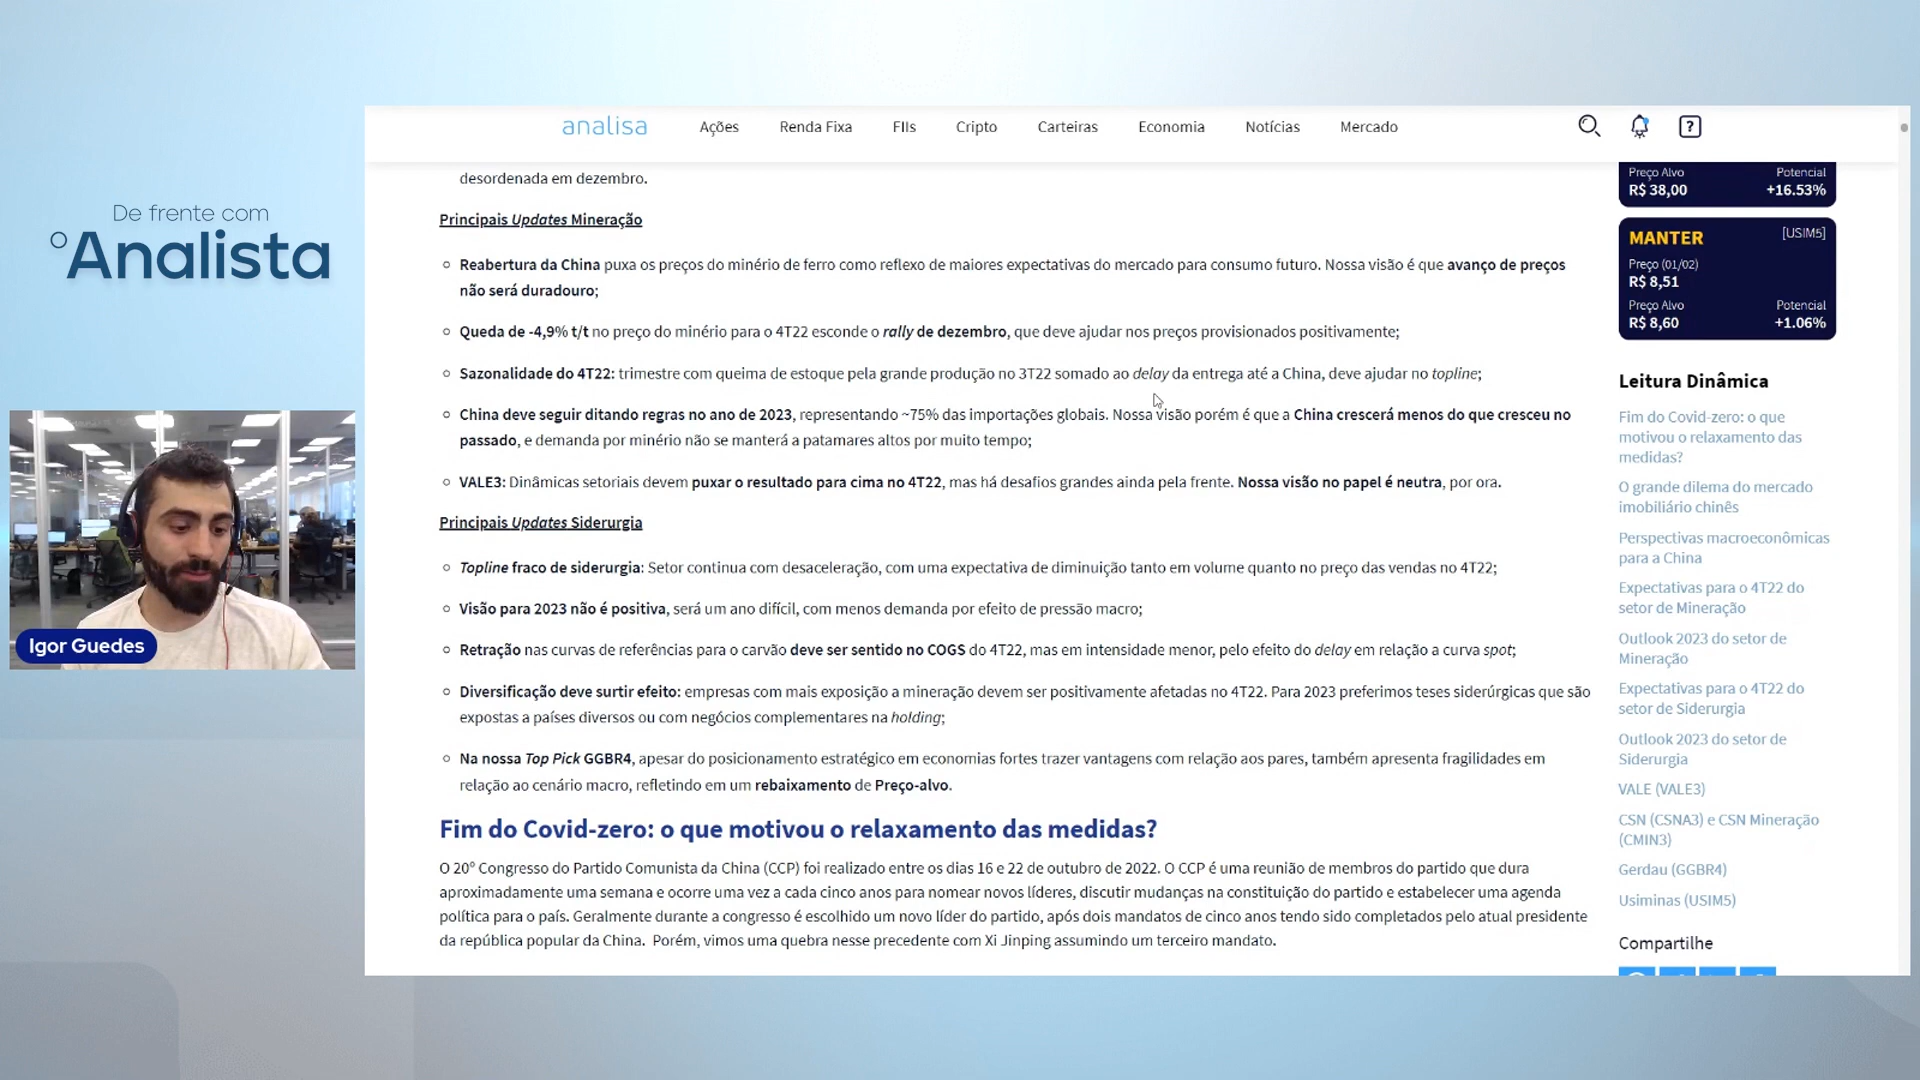 De frente com
°Analista
Igor Guedes
analisa
Ações
Renda Fixa
FIIs
Cripto
Carteiras
Economia
Notícias
Mercado
?
desordenada em dezembro.
Principais Updates Mineração
Reabertura da China puxa os preços do minério de ferro como reflexo de maiores expectativas do mercado para consumo futuro. Nossa visão é que avanço de preços
não será duradouro;
Queda de -4,9% t/t no preço do minério para o 4T22 esconde o rally de dezembro, que deve ajudar nos preços provisionados positivamente;
Sazonalidade do 4T22: trimestre com queima de estoque pela grande produção no 3T22 somado ao delay da entrega até a China, deve ajudar no topline;
China deve seguir ditando regras no ano de 2023, representando ~75% das importações globais. Nossa visão porém é que a China crescerá menos do que cresceu no
passado, e demanda por minério não se manterá a patamares altos por muito tempo;
VALE3: Dinâmicas setoriais devem puxar o resultado para cima no 4T22, mas há desafios grandes ainda pela frente. Nossa visão no papel é neutra, por ora.
Principais Updates Siderurgia
Topline fraco de siderurgia: Setor continua com desaceleração, com uma expectativa de diminuição tanto em volume quanto no preço das vendas no 4T22;
Visão para 2023 não é positiva, será um ano difícil, com menos demanda por efeito de pressão macro;
Retração nas curvas de referências para o carvão deve ser sentido no COGS do 4T22, mas em intensidade menor, pelo efeito do delay em relação a curva spot;
Diversificação deve surtir efeito: empresas com mais exposição a mineração devem ser positivamente afetadas no 4T22. Para 2023 preferimos teses siderúrgicas que são
expostas a países diversos ou com negócios complementares na holding;
Na nossa Top Pick GGBR4, apesar do posicionamento estratégico em economias fortes trazer vantagens com relação aos pares, também apresenta fragilidades em
relação ao cenário macro, refletindo em um rebaixamento de Preço-alvo.
Fim do Covid-zero: o que motivou o relaxamento das medidas?
O 20º Congresso do Partido Comunista da China (CCP) foi realizado entre os dias 16 e 22 de outubro de 2022. O CCP é uma reunião de membros do partido que dura
aproximadamente uma semana e ocorre uma vez a cada cinco anos para nomear novos líderes, discutir mudanças na constituição do partido e estabelecer uma agenda
política para o país. Geralmente durante a congresso é escolhido um novo líder do partido, após dois mandatos de cinco anos tendo sido completados pelo atual presidente
da república popular da China. Porém, vimos uma quebra nesse precedente com Xi Jinping assumindo um terceiro mandato.
Preço Alvo Potencial
R$ 38,00 +16.53%
MANTER [USIM5]
Preço (01/02)
R$ 8,51
Preço Alvo Potencial
R$ 8,60 +1.06%
Leitura Dinâmica
Fim do Covid-zero: o que
motivou o relaxamento das
medidas?
O grande dilema do mercado
imobiliário chinês
Perspectivas macroeconômicas
para a China
Expectativas para o 4T22 do
setor de Mineração
Outlook 2023 do setor de
Mineração
Expectativas para o 4T22 do
setor de Siderurgia
Outlook 2023 do setor de
Siderurgia
VALE (VALE3)
CSN (CSNA3) e CSN Mineração
(CMIN3)
Gerdau (GGBR4)
Usiminas (USIM5)
Compartilhe